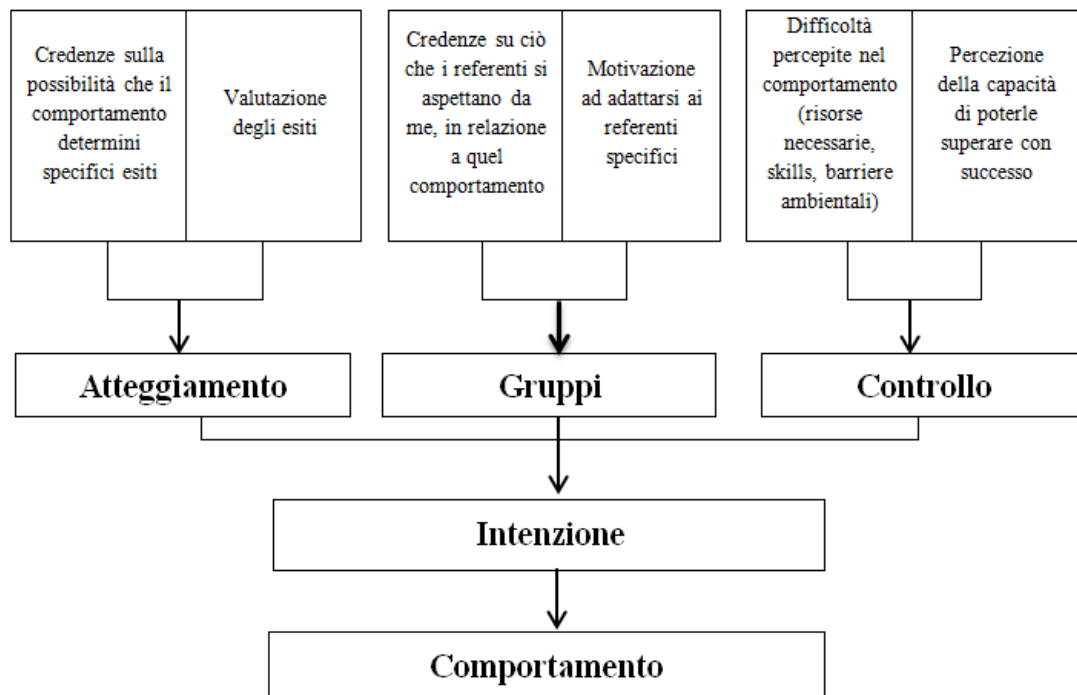 Credenze sulla
possibilità che il
comportamento
determini
specifici esiti
Valutazione
degli esiti
Credenze su ciò
che i referenti si
aspettano da
me, in relazione
a quel
comportamento
Motivazione
ad adattarsi ai
referenti
specifici
Difficoltà
percepite nel
comportamento
(risorse
necessarie,
skills, barriere
ambientali)
Percezione
della capacità
di poterle
superare con
successo
Atteggiamento
Gruppi
Controllo
Intenzione
Comportamento